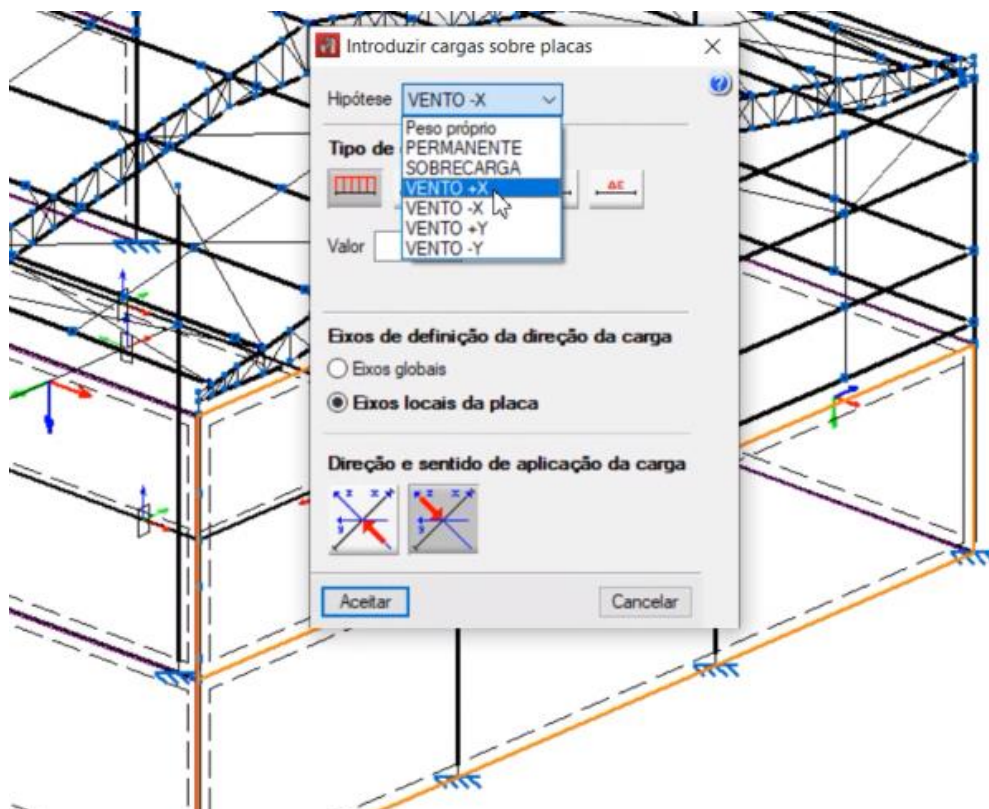 Introduzir cargas sobre placas
Hipótese VENTO -X
Peso próprio
PERMANENTE
SOBRECARGA
VENTO +X
VENTO -X
VENTO +Y
VENTO -Y
Tipo de
Valor
Eixos de definição da direção da carga
Eixos globais
Eixos locais da placa
Direção e sentido de aplicação da carga
Aceitar Cancelar